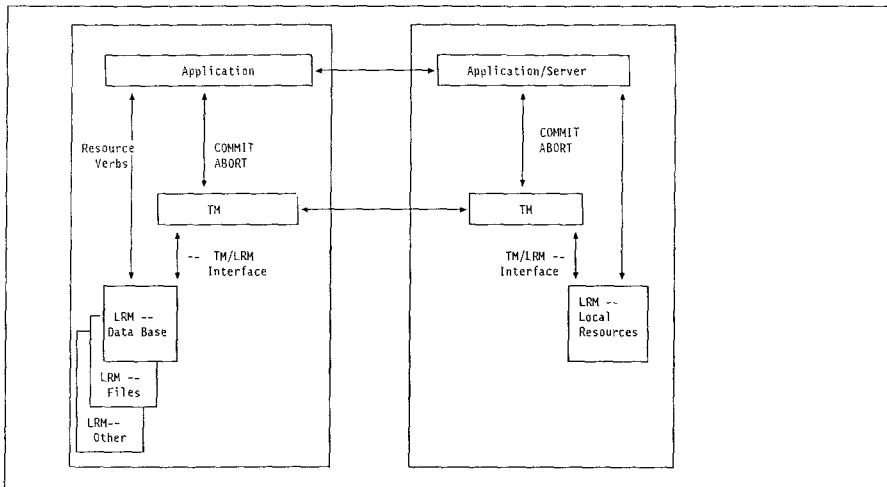 Application
Application/Server
Resource
Verbs
COMMIT
ABORT
COMMIT
ABORT
TM
TM
-- TM/LRM
Interface
TM/LRM --
Interface
LRM --
Data Base
LRM --
Local
Resources
LRM --
Files
LRM--
Other